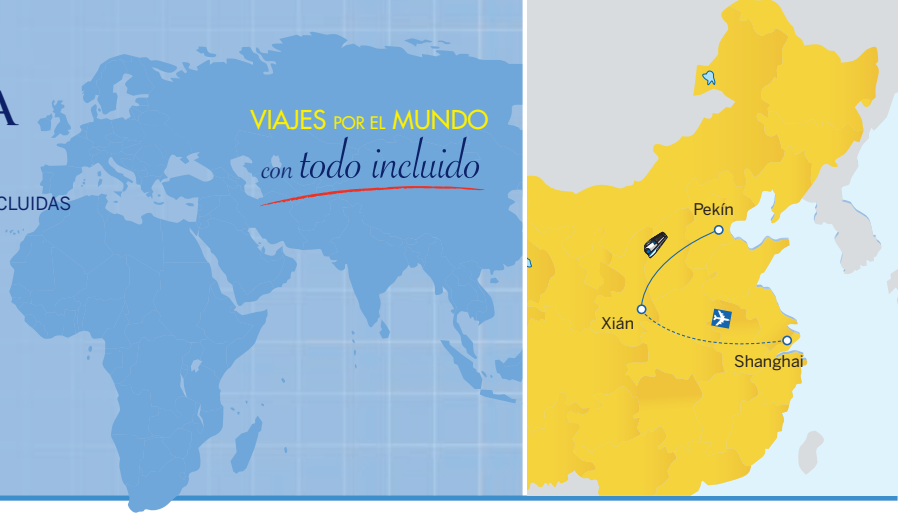 A
VIAJES POR EL MUNDO
con todo incluido
CLUIDAS
Pekín
Xián
Shanghai